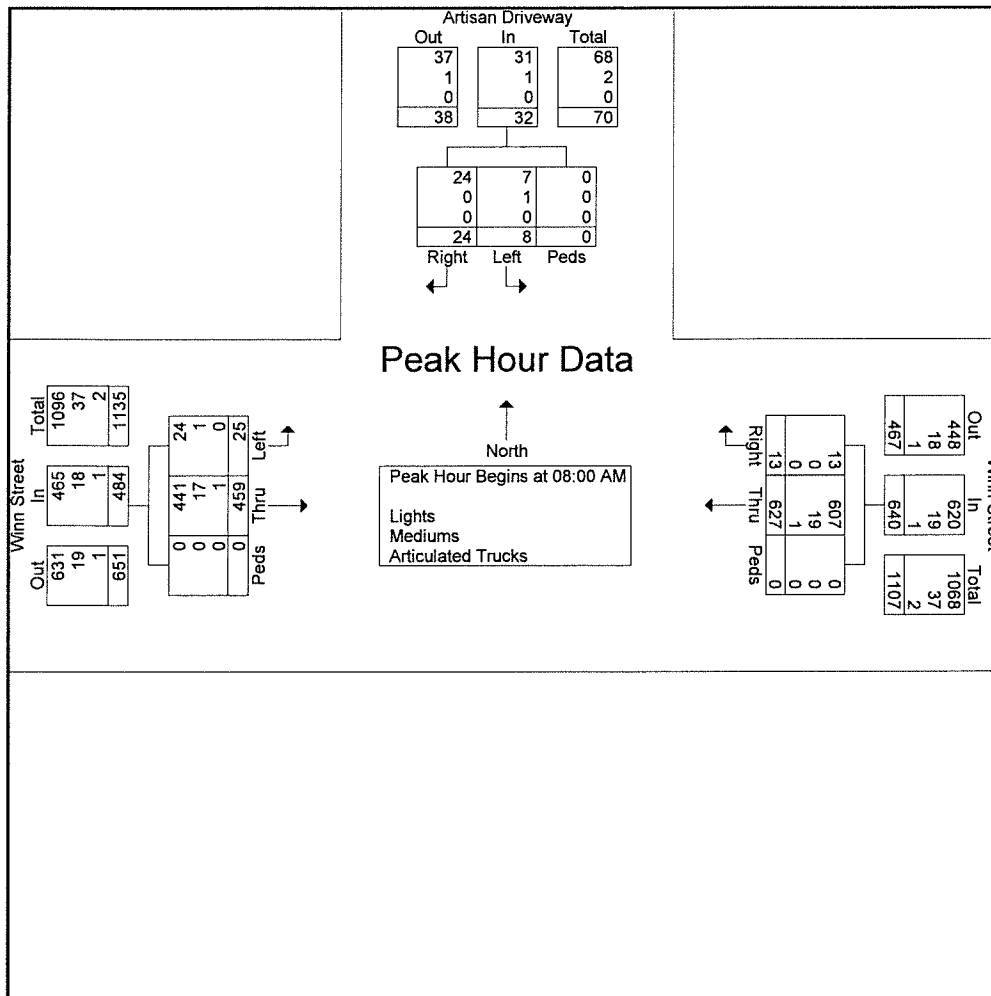 Artisan Driveway
Out In Total
37 31 68
1 1 2
0 0 0
38 32 70
24 7 0
0 1 0
0 0 0
24 8 0
Right Left Peds
Peak Hour Data
North
Peak Hour Begins at 08:00 AM
Lights
Mediums
Articulated Trucks
Winn Street
Out In Total
631 465 1096
19 18 37
1 1 2
651 484 1135
Left Thru Peds
24 441 0
1 17 0
0 1 0
25 459 0
Winn Street
Out In Total
448 620 1068
18 19 37
1 1 2
467 640 1107
Right Thru Peds
13 607 0
0 19 0
0 1 0
13 627 0